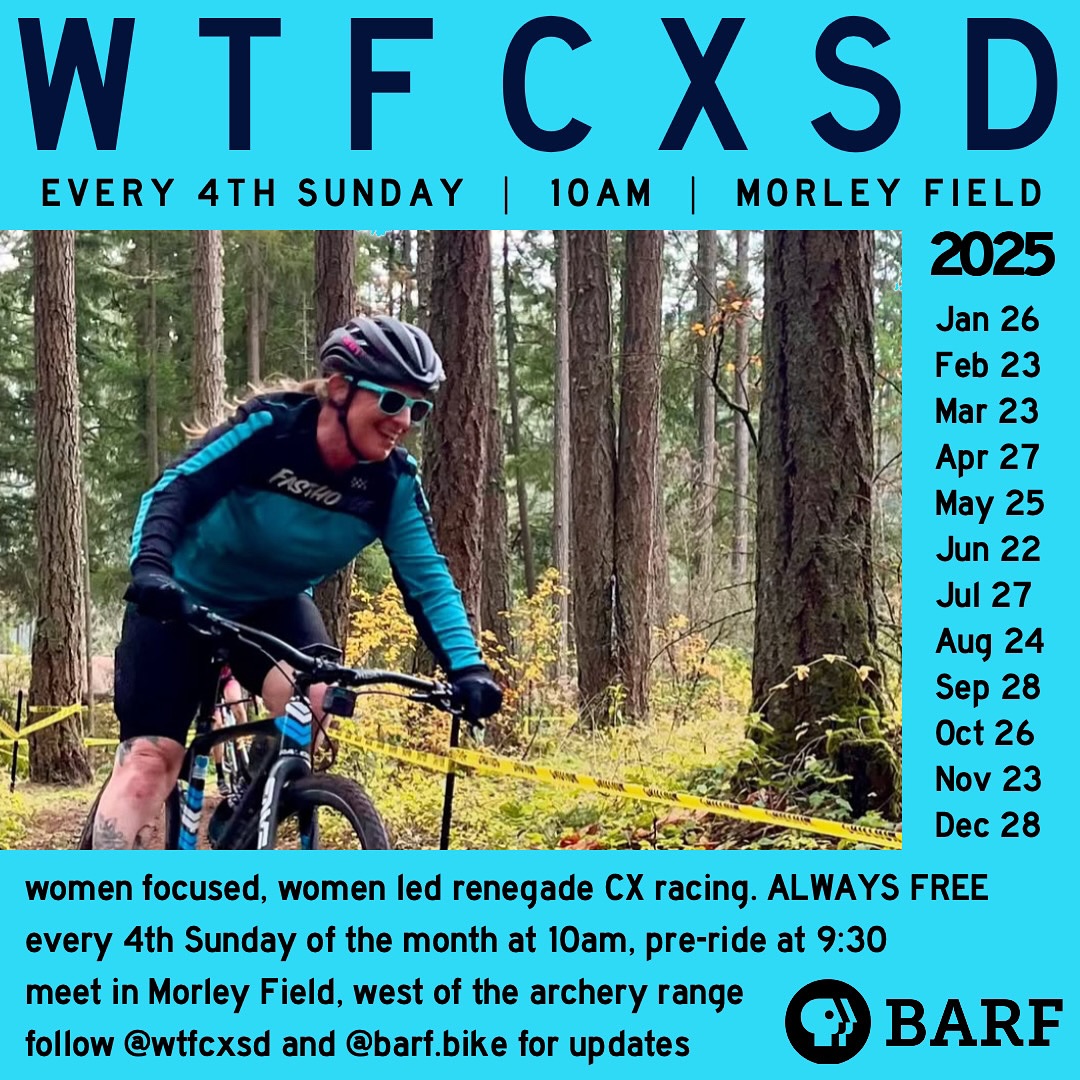 WTFCXSD
EVERY 4TH SUNDAY | 10AM | MORLEY FIELD
2025
Jan 26
Feb 23
Mar 23
Apr 27
May 25
Jun 22
Jul 27
Aug 24
Sep 28
Oct 26
Nov 23
Dec 28
FASTHO
women focused, women led renegade CX racing. ALWAYS FREE
every 4th Sunday of the month at 10am, pre-ride at 9:30
meet in Morley Field, west of the archery range
follow @wtfcxsd and @barf.bike for updates
BARF